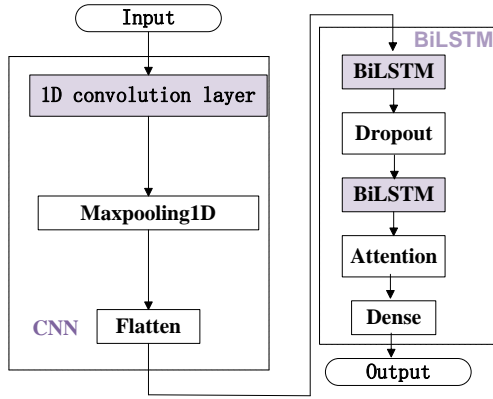 Input
1D convolution layer
Maxpooling1D
CNN
Flatten
BiLSTM
BiLSTM
Dropout
BiLSTM
Attention
Dense
Output